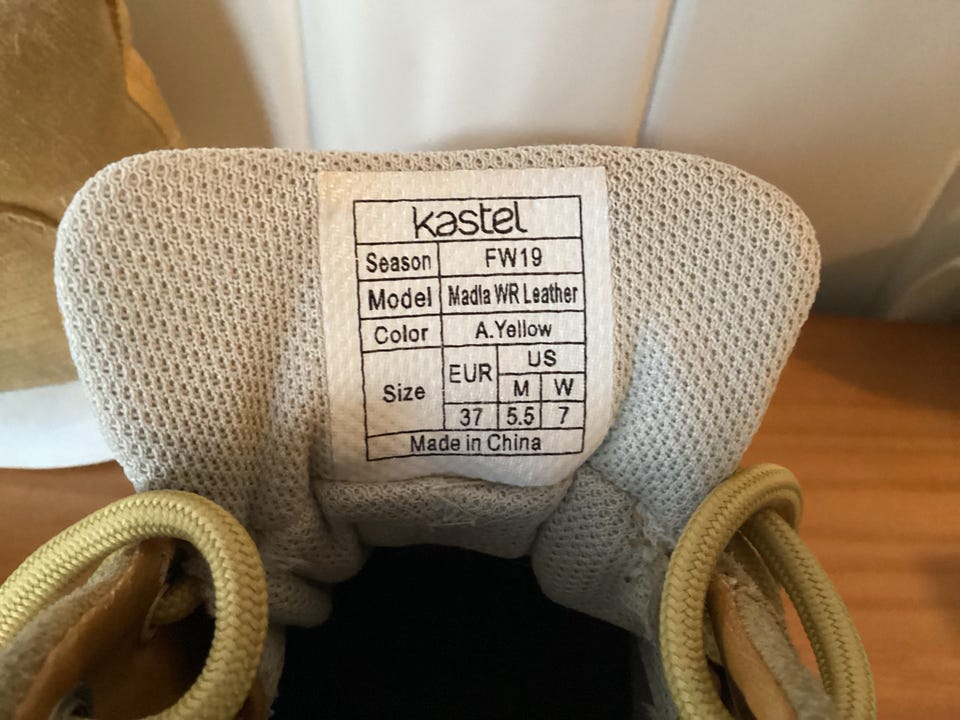 kastel
Season FW19
Model Madla WR Leather
Color A.Yellow
Size EUR US
M W
37 5.5 7
Made in China